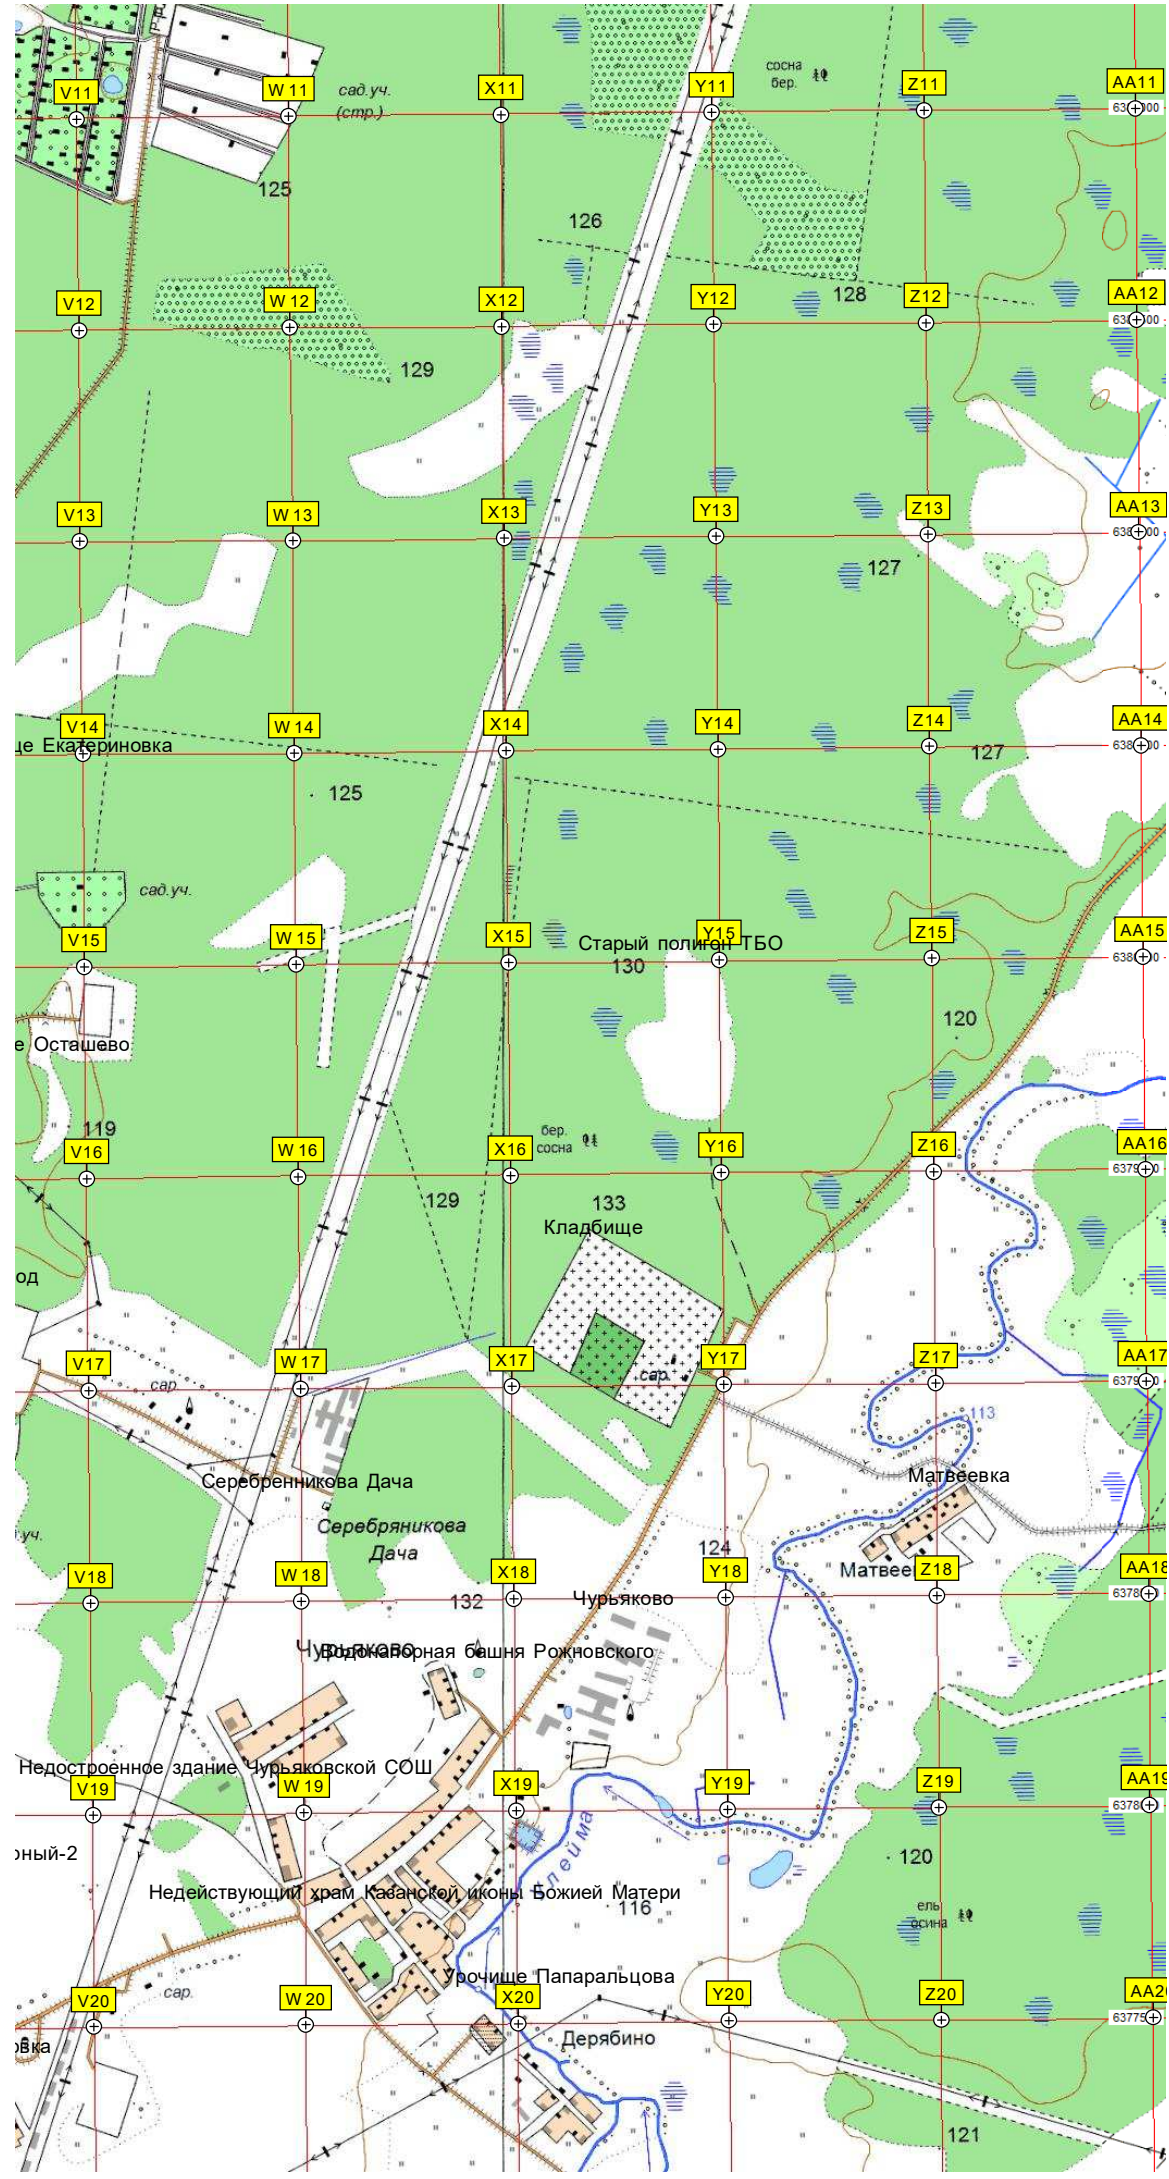 V11
W 11
сад.уч.
(стр.)
X11
Y11
сосна
бер.
Z11
AA11
125
126
V12
W 12
X12
Y12
128
Z12
AA12
129
V13
W 13
X13
Y13
Z13
AA13
127
V14
W 14
X14
Y14
Z14
AA14
Екатериновка
127
125
сад.уч.
V15
W 15
X15
Y15
Z15
AA15
Старый полигон ТБО
130
120
Осташево
119
V16
W 16
X16
бер.
сосна
Y16
Z16
AA16
129
133
Кладбище
V17
W 17
X17
Y17
Z17
AA17
сар.
сар.
113
Серебренникова Дача
Матвеевка
Серебряникова
Дача
124
V18
W 18
X18
Y18
Матвее
Z18
AA18
132
Чурьяково
Чурьяково
Водонапорная башня Рожновского
Недостроенное здание Чурьяковской СОШ
V19
W 19
X19
Y19
Z19
AA19
120
Недействующий храм Казанской иконы Божией Матери
116
ель
осина
Урочище Папаральцова
сар.
V20
W 20
X20
Y20
Z20
AA20
Дерябино
121